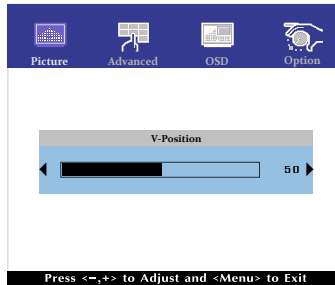 Picture Advanced OSD Option
V-Position
50
Press <−,+> to Adjust and <Menu> to Exit